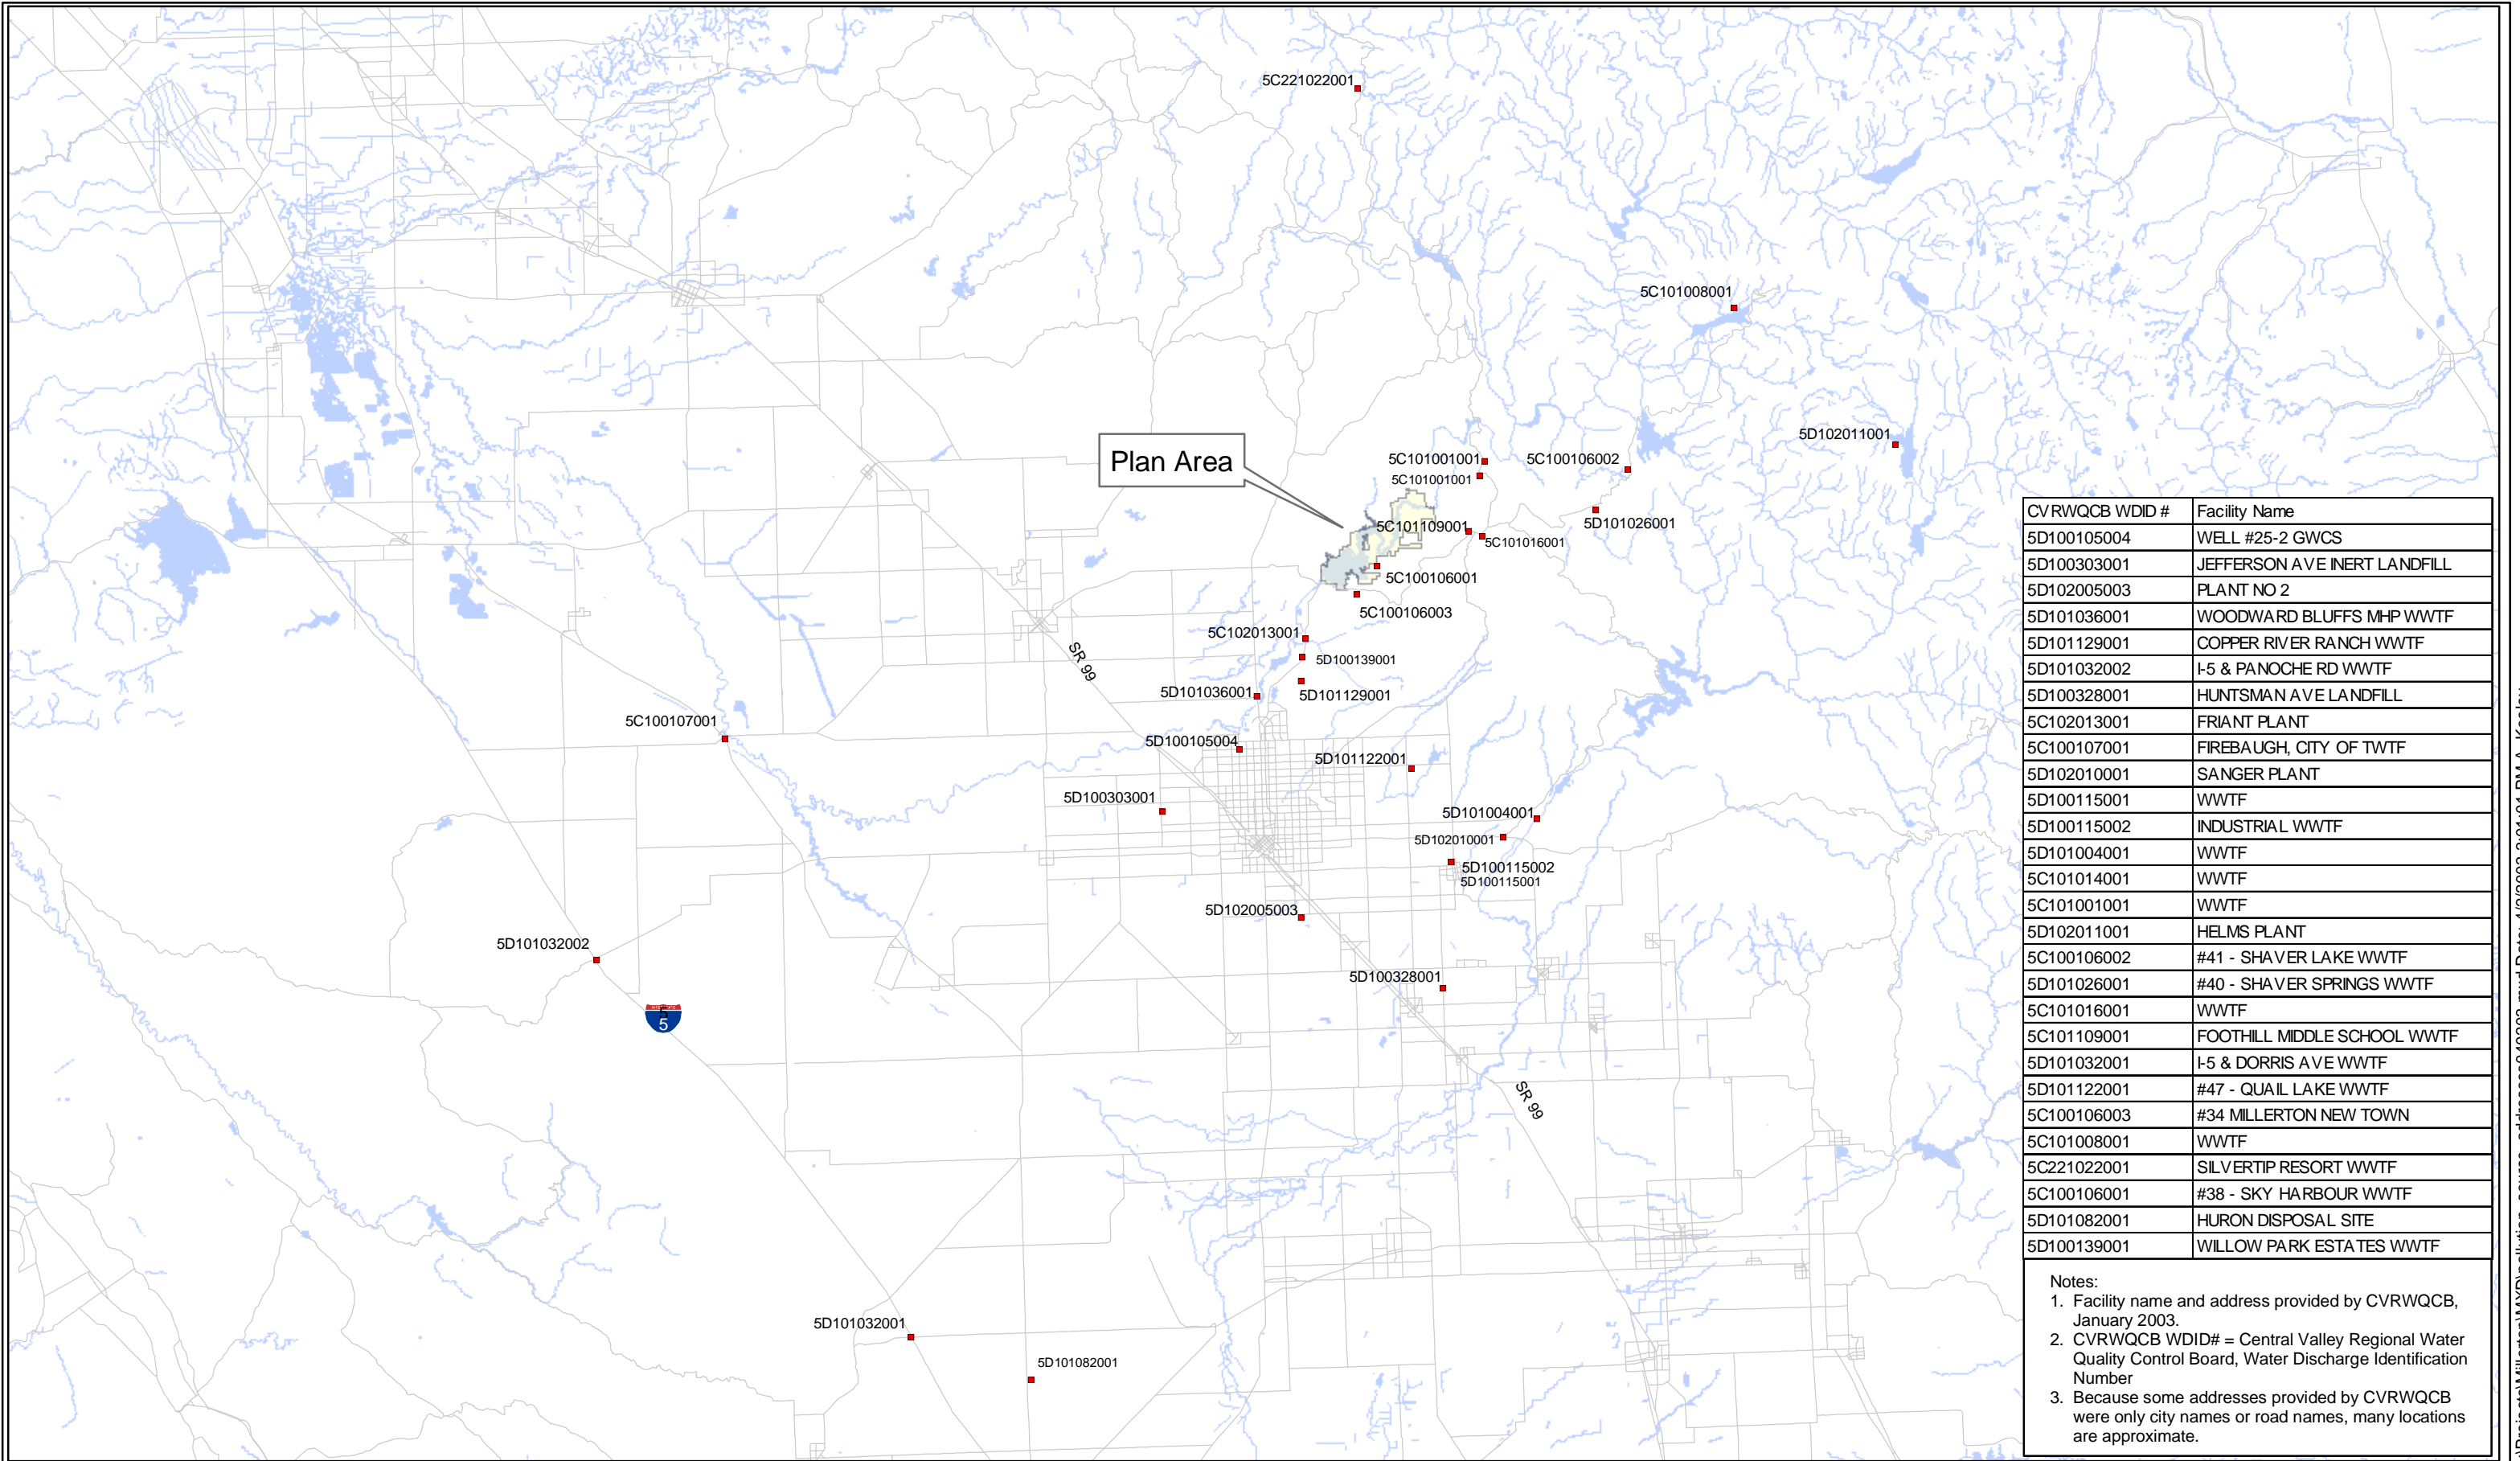 5C221022001
5C101008001
5D102011001
Plan Area
5C101001001
5C101001001
5C100106002
5D101026001
5C101109001
5C101016001
5C100106001
5C100106003
5C102013001
5D100139001
5D101129001
5D101036001
SR 99
5C100107001
5D100105004
5D101122001
5D100303001
5D101004001
5D102010001
5D100115002
5D100115001
5D102005003
5D101032002
5D100328001
5
5
SR 99
5D101032001
5D101082001
CVRWQCB WDID # Facility Name
5D100105004 WELL #25-2 GWCS
5D100303001 JEFFERSON AVE INERT LANDFILL
5D102005003 PLANT NO 2
5D101036001 WOODWARD BLUFFS MHP WWTF
5D101129001 COPPER RIVER RANCH WWTF
5D101032002 I-5 & PANOCHE RD WWTF
5D100328001 HUNTSMAN AVE LANDFILL
5C102013001 FRIANT PLANT
5C100107001 FIREBAUGH, CITY OF TWTF
5D102010001 SANGER PLANT
5D100115001 WWTF
5D100115002 INDUSTRIAL WWTF
5D101004001 WWTF
5C101014001 WWTF
5C101001001 WWTF
5D102011001 HELMS PLANT
5C100106002 #41 - SHAVER LAKE WWTF
5D101026001 #40 - SHAVER SPRINGS WWTF
5C101016001 WWTF
5C101109001 FOOTHILL MIDDLE SCHOOL WWTF
5D101032001 I-5 & DORRIS AVE WWTF
5D101122001 #47 - QUAIL LAKE WWTF
5C100106003 #34 MILLERTON NEW TOWN
5C101008001 WWTF
5C221022001 SILVERTIP RESORT WWTF
5C100106001 #38 - SKY HARBOUR WWTF
5D101082001 HURON DISPOSAL SITE
5D100139001 WILLOW PARK ESTATES WWTF
Notes:
1. Facility name and address provided by CVRWQCB,
January 2003.
2. CVRWQCB WDID# = Central Valley Regional Water
Quality Control Board, Water Discharge Identification
Number
3. Because some addresses provided by CVRWQCB
were only city names or road names, many locations
are approximate.